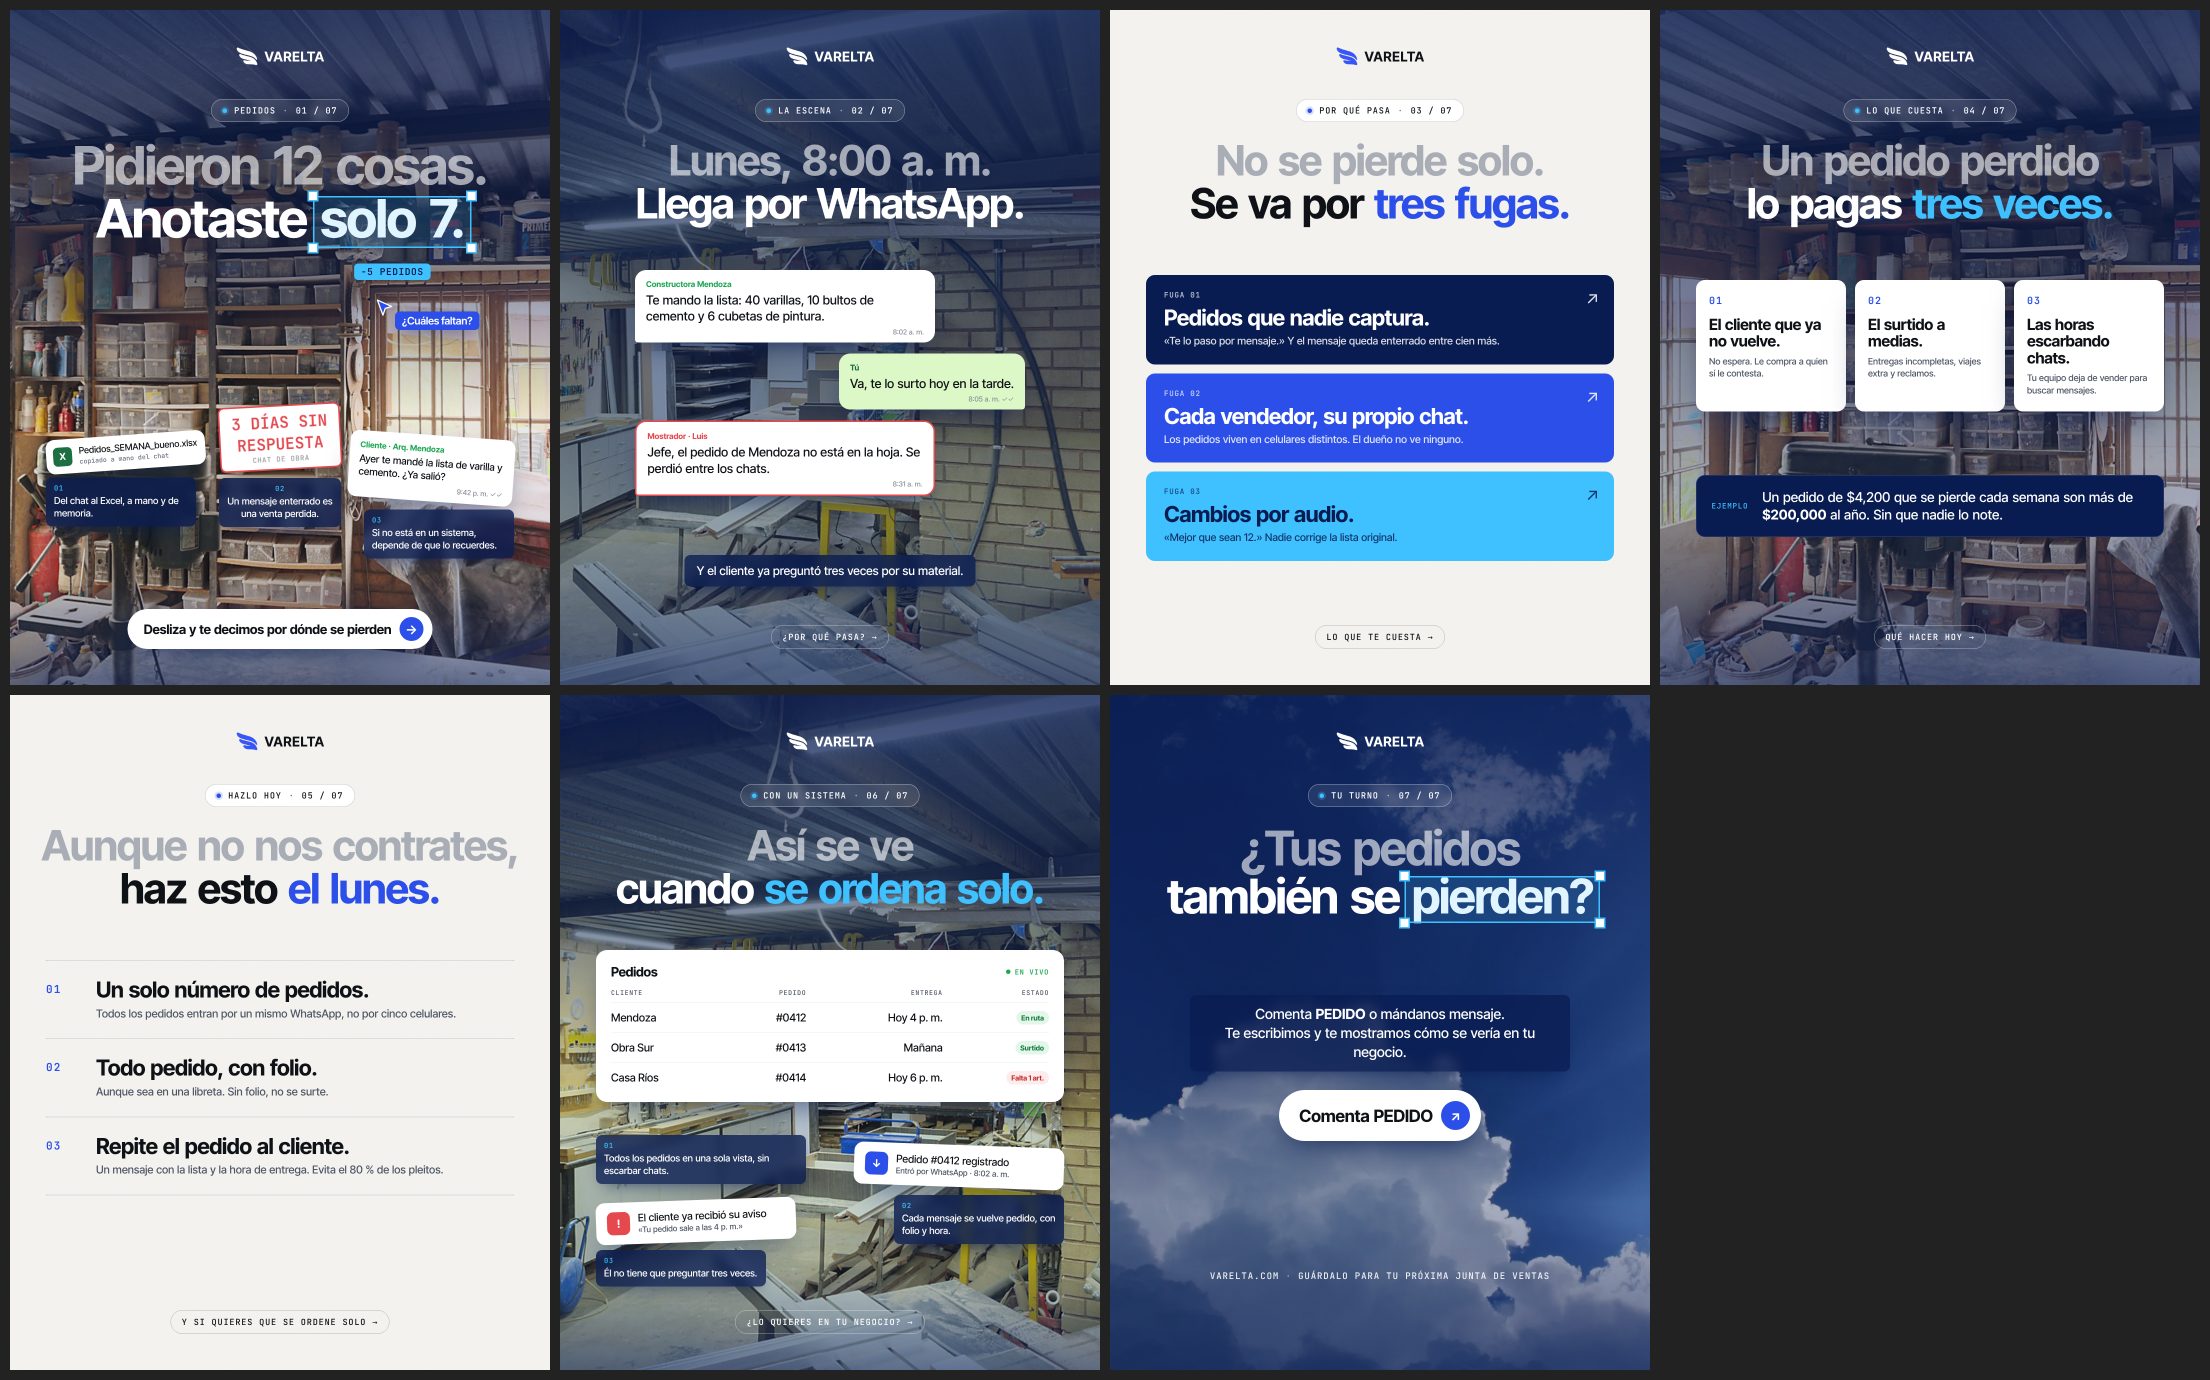 VARELTA
PEDIDOS · 01 / 07
Pidieron 12 cosas.
Anotaste solo 7.
-5 PEDIDOS
¿Cuáles faltan?
3 DÍAS SIN
RESPUESTA
CHAT DE OBRA
X
Pedidos_SEMANA_bueno.xlsx
copiado a mano del chat
Cliente · Arq. Mendoza
Ayer te mandé la lista de varilla y
cemento. ¿Ya salió?
9:42 p. m. ✓✓
01
Del chat al Excel, a mano y de
memoria.
02
Un mensaje enterrado es
una venta perdida.
03
Si no está en un sistema,
depende de que lo recuerdes.
Desliza y te decimos por dónde se pierden →
VARELTA
LA ESCENA · 02 / 07
Lunes, 8:00 a. m.
Llega por WhatsApp.
Constructora Mendoza
Te mando la lista: 40 varillas, 10 bultos de
cemento y 6 cubetas de pintura.
8:02 a. m.
Tú
Va, te lo surto hoy en la tarde.
8:05 a. m. ✓✓
Mostrador · Luis
Jefe, el pedido de Mendoza no está en la hoja. Se
perdió entre los chats.
8:31 a. m.
Y el cliente ya preguntó tres veces por su material.
¿POR QUÉ PASA? →
VARELTA
POR QUÉ PASA · 03 / 07
No se pierde solo.
Se va por tres fugas.
FUGA 01
Pedidos que nadie captura.
«Te lo paso por mensaje.» Y el mensaje queda enterrado entre cien más.
FUGA 02
Cada vendedor, su propio chat.
Los pedidos viven en celulares distintos. El dueño no ve ninguno.
FUGA 03
Cambios por audio.
«Mejor que sean 12.» Nadie corrige la lista original.
LO QUE TE CUESTA →
VARELTA
LO QUE CUESTA · 04 / 07
Un pedido perdido
lo pagas tres veces.
01
El cliente que ya
no vuelve.
No espera. Le compra a quien
sí le contesta.
02
El surtido a
medias.
Entregas incompletas, viajes
extra y reclamos.
03
Las horas
escarbando
chats.
Tu equipo deja de vender para
buscar mensajes.
EJEMPLO
Un pedido de $4,200 que se pierde cada semana son más de
$200,000 al año. Sin que nadie lo note.
QUÉ HACER HOY →
VARELTA
HAZLO HOY · 05 / 07
Aunque no nos contrates,
haz esto el lunes.
01
Un solo número de pedidos.
Todos los pedidos entran por un mismo WhatsApp, no por cinco celulares.
02
Todo pedido, con folio.
Aunque sea en una libreta. Sin folio, no se surte.
03
Repite el pedido al cliente.
Un mensaje con la lista y la hora de entrega. Evita el 80 % de los pleitos.
Y SI QUIERES QUE SE ORDENE SOLO →
VARELTA
CON UN SISTEMA · 06 / 07
Así se ve
cuando se ordena solo.
Pedidos
EN VIVO
CLIENTE PEDIDO ENTREGA ESTADO
Mendoza #0412 Hoy 4 p. m. En ruta
Obra Sur #0413 Mañana Surtido
Casa Ríos #0414 Hoy 6 p. m. Falta 1 art.
01
Todos los pedidos en una sola vista, sin
escarbar chats.
Pedido #0412 registrado
Entró por WhatsApp · 8:02 a. m.
02
Cada mensaje se vuelve pedido, con
folio y hora.
!
El cliente ya recibió su aviso
«Tu pedido sale a las 4 p. m.»
03
Él no tiene que preguntar tres veces.
¿LO QUIERES EN TU NEGOCIO? →
VARELTA
TU TURNO · 07 / 07
¿Tus pedidos
también se pierden?
Comenta PEDIDO o mándanos mensaje.
Te escribimos y te mostramos cómo se vería en tu
negocio.
Comenta PEDIDO
VARELTA.COM · GUÁRDALO PARA TU PRÓXIMA JUNTA DE VENTAS